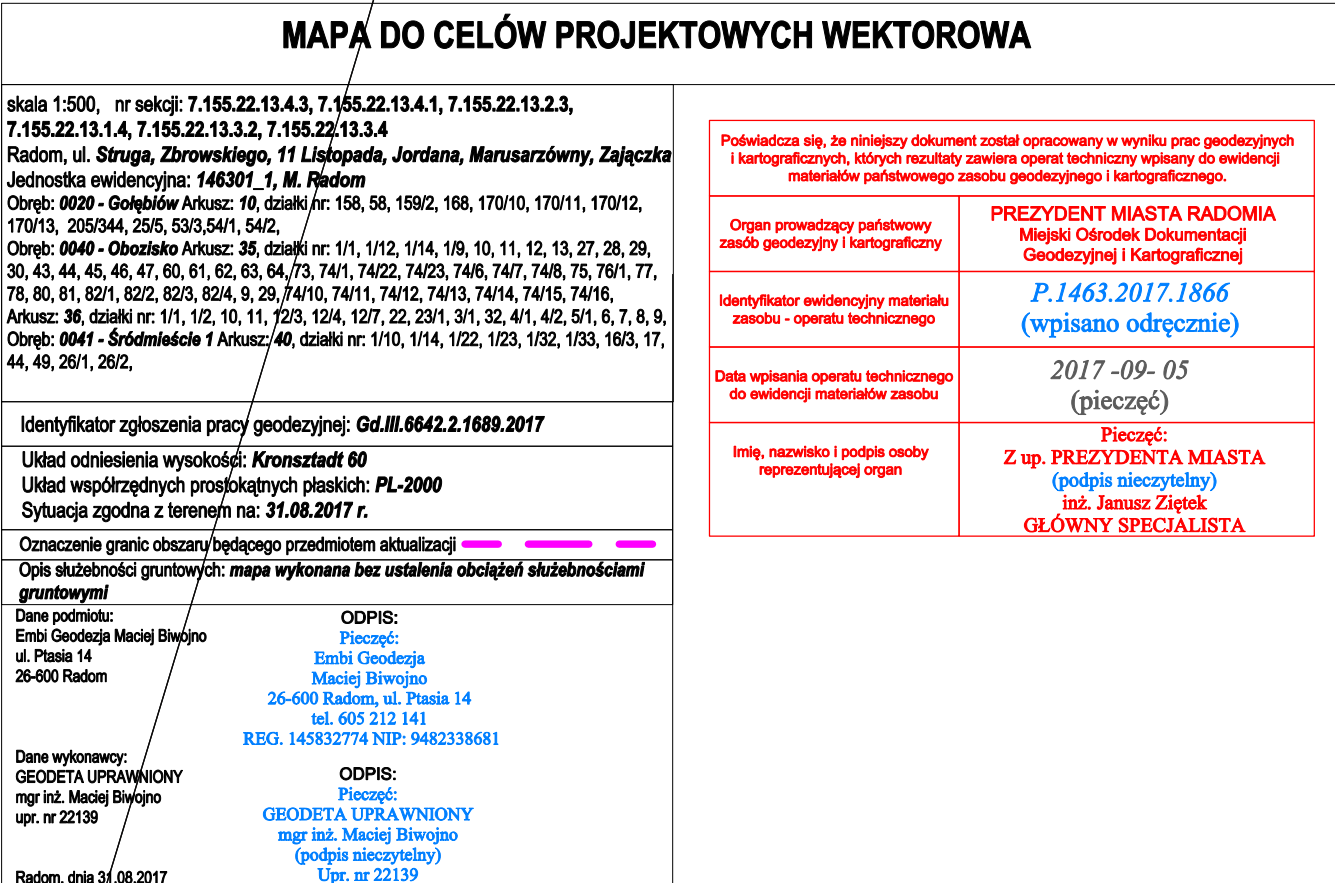 MAPA DO CELÓW PROJEKTOWYCH WEKTOROWA
skala 1:500, nr sekcji: 7.155.22.13.4.3, 7.155.22.13.4.1, 7.155.22.13.2.3,
7.155.22.13.1.4, 7.155.22.13.3.2, 7.155.22.13.3.4
Radom, ul. Struga, Zbrowskiego, 11 Listopada, Jordana, Marusarzówny, Zajączka
Jednostka ewidencyjna: 146301_1, M. Radom
Obręb: 0020 - Gołębiów Arkusz: 10, działki nr: 158, 58, 159/2, 168, 170/10, 170/11, 170/12,
170/13, 205/344, 25/5, 53/3,54/1, 54/2,
Obręb: 0040 - Obozisko Arkusz: 35, działki nr: 1/1, 1/12, 1/14, 1/9, 10, 11, 12, 13, 27, 28, 29,
30, 43, 44, 45, 46, 47, 60, 61, 62, 63, 64, 73, 74/1, 74/22, 74/23, 74/6, 74/7, 74/8, 75, 76/1, 77,
78, 80, 81, 82/1, 82/2, 82/3, 82/4, 9, 29, 74/10, 74/11, 74/12, 74/13, 74/14, 74/15, 74/16,
Arkusz: 36, działki nr: 1/1, 1/2, 10, 11, 12/3, 12/4, 12/7, 22, 23/1, 3/1, 32, 4/1, 4/2, 5/1, 6, 7, 8, 9,
Obręb: 0041 - Śródmieście 1 Arkusz: 40, działki nr: 1/10, 1/14, 1/22, 1/23, 1/32, 1/33, 16/3, 17,
44, 49, 26/1, 26/2,
Identyfikator zgłoszenia pracy geodezyjnej: Gd.III.6642.2.1689.2017
Układ odniesienia wysokości: Kronsztadt 60
Układ współrzędnych prostokątnych płaskich: PL-2000
Sytuacja zgodna z terenem na: 31.08.2017 r.
Oznaczenie granic obszaru będącego przedmiotem aktualizacji
Opis służebności gruntowych: mapa wykonana bez ustalenia obciążeń służebnościami
gruntowymi
Dane podmiotu:
Embi Geodezja Maciej Biwojno
ul. Ptasia 14
26-600 Radom
ODPIS:
Pieczęć:
Embi Geodezja
Maciej Biwojno
26-600 Radom, ul. Ptasia 14
tel. 605 212 141
REG. 145832774 NIP: 9482338681
Dane wykonawcy:
GEODETA UPRAWNIONY
mgr inż. Maciej Biwojno
upr. nr 22139
ODPIS:
Pieczęć:
GEODETA UPRAWNIONY
mgr inż. Maciej Biwojno
(podpis nieczytelny)
Upr. nr 22139
Radom, dnia 31.08.2017
Poświadcza się, że niniejszy dokument został opracowany w wyniku prac geodezyjnych
i kartograficznych, których rezultaty zawiera operat techniczny wpisany do ewidencji
materiałów państwowego zasobu geodezyjnego i kartograficznego.
Organ prowadzący państwowy
zasób geodezyjny i kartograficzny
PREZYDENT MIASTA RADOMIA
Miejski Ośrodek Dokumentacji
Geodezyjnej i Kartograficznej
Identyfikator ewidencyjny materiału
zasobu - operatu technicznego
P.1463.2017.1866
(wpisano odręcznie)
Data wpisania operatu technicznego
do ewidencji materiałów zasobu
2017 -09- 05
(pieczęć)
Imię, nazwisko i podpis osoby
reprezentującej organ
Pieczęć:
Z up. PREZYDENTA MIASTA
(podpis nieczytelny)
inż. Janusz Ziętek
GŁÓWNY SPECJALISTA